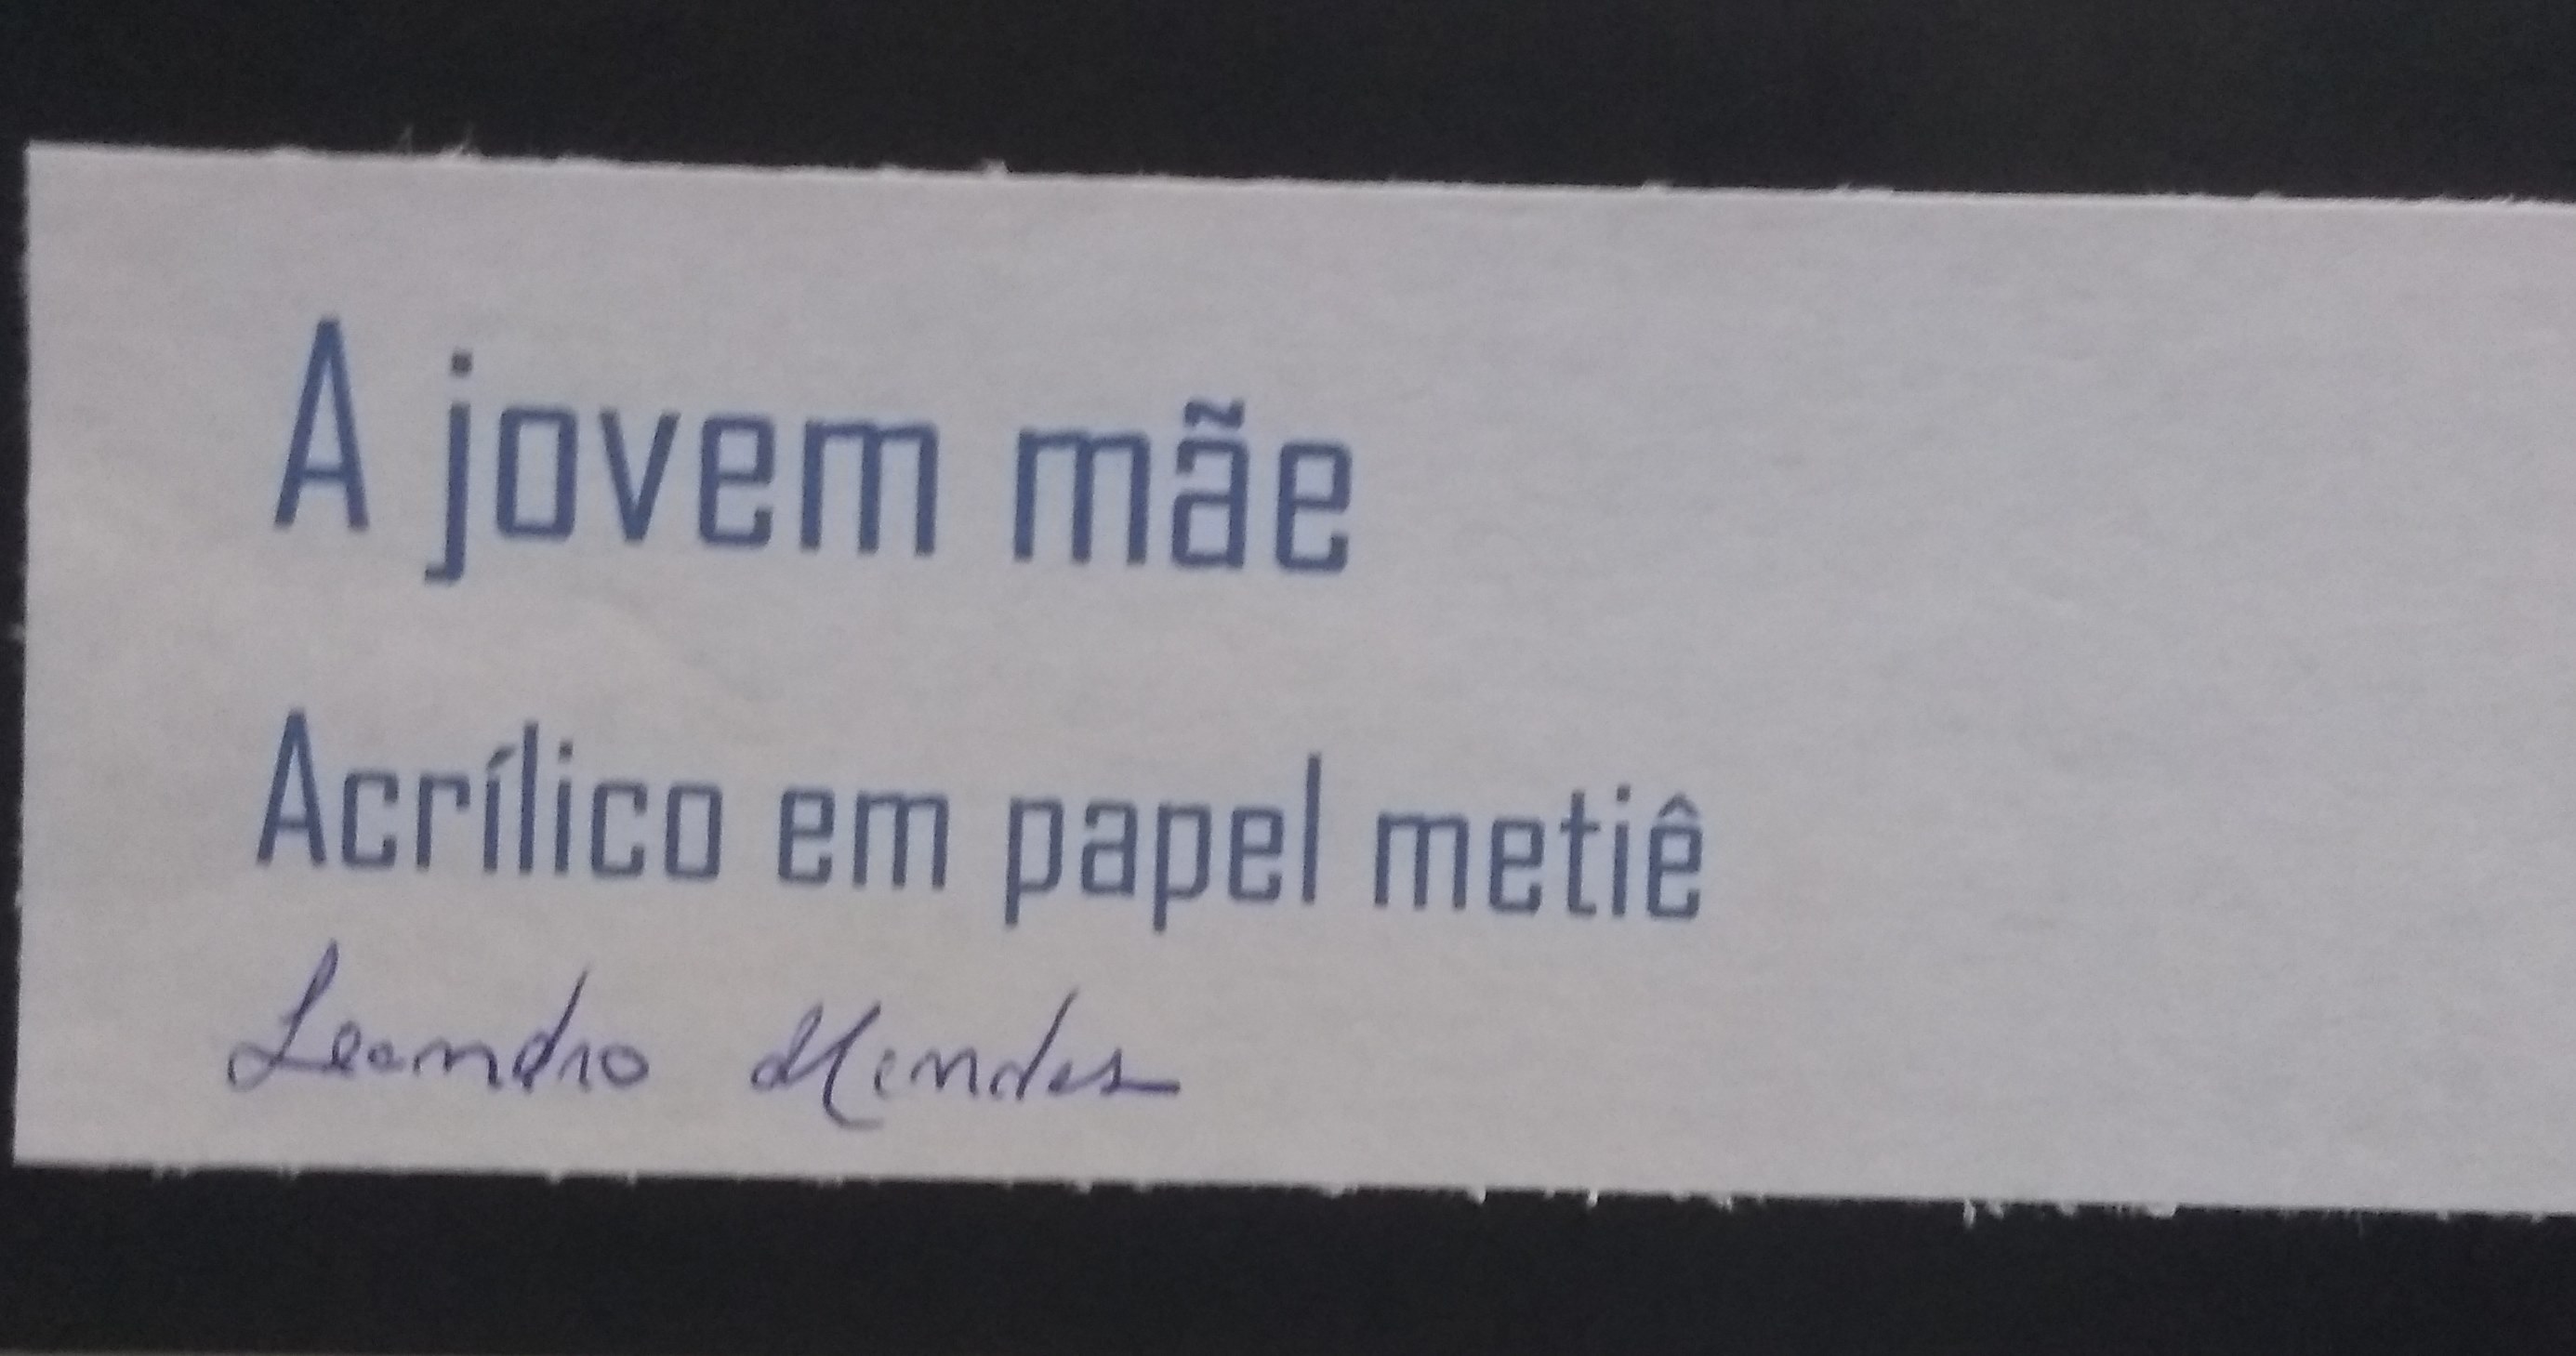 A jovem mãe
Acrílico em papel metiê
Leandro Mendes